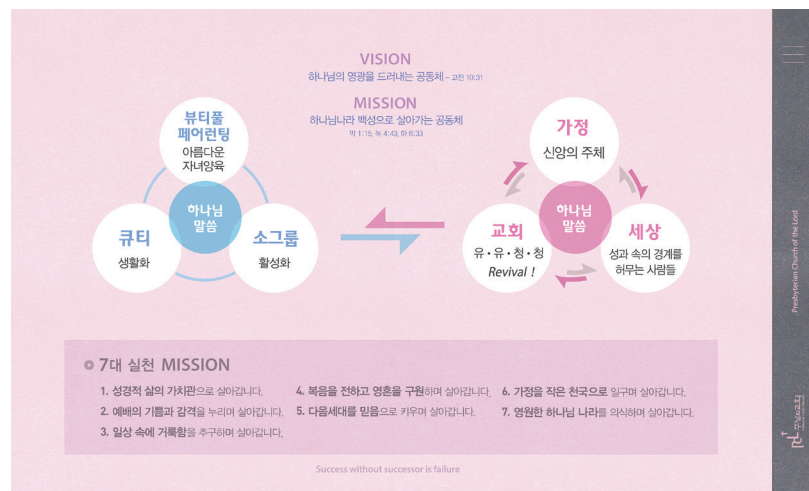 VISION
하나님의 영광을 드러내는 공동체 – 고전 10:31
MISSION
하나님나라 백성으로 살아가는 공동체
막 1:15, 눅 4:43, 마 6:33
뷰티풀
페어런팅
아름다운
자녀양육
하나님
말씀
큐티
생활화
소그룹
활성화
가정
신앙의 주체
하나님
말씀
교회
유·유·청·청
Revival !
세상
성과 속의 경계를
허무는 사람들
7대 실천 MISSION
1. 성경적 삶의 가치관으로 살아갑니다.
2. 예배의 기쁨과 감격을 누리며 살아갑니다.
3. 일상 속에 거룩함을 추구하며 살아갑니다.
4. 복음을 전하고 영혼을 구원하며 살아갑니다.
5. 다음세대를 믿음으로 키우며 살아갑니다.
6. 가정을 작은 천국으로 일구며 살아갑니다.
7. 영원한 하나님 나라를 의식하며 살아갑니다.
Success without successor is failure
Presbyterian Church of the Lord